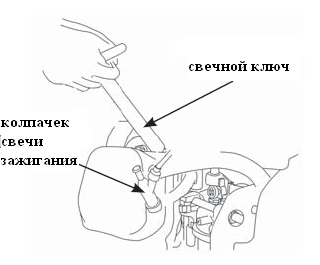 свечной ключ
колпачек
свечи
зажигания